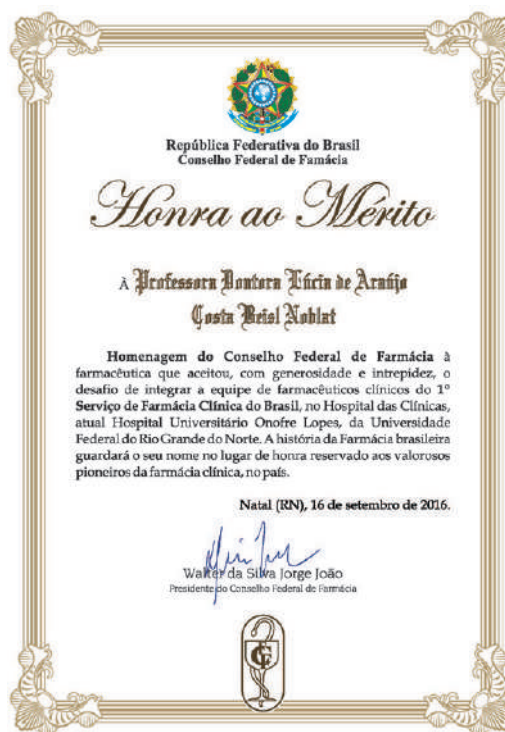 República Federativa do Brasil
Conselho Federal de Famácia
Honra ao Mérito
À Professora Doutora Lúcia de Araújo
Costa Beisl Noblat
Homenagem do Conselho Federal de Farmácia à
farmacêutica que aceitou, com generosidade e intrepidez, o
desafio de integrar a equipe de farmacêuticos clínicos do 1º
Serviço de Farmácia Clínica do Brasil, no Hospital das Clínicas,
atual Hospital Universitário Onofre Lopes, da Universidade
Federal do Rio Grande do Norte. A história da Farmácia brasileira
guardará o seu nome no lugar de honra reservado aos valorosos
pioneiros da farmácia clínica, no país.
Natal (RN), 16 de setembro de 2016.
Walter da Silva Jorge João
Presidente do Conselho Federal de Farmácia